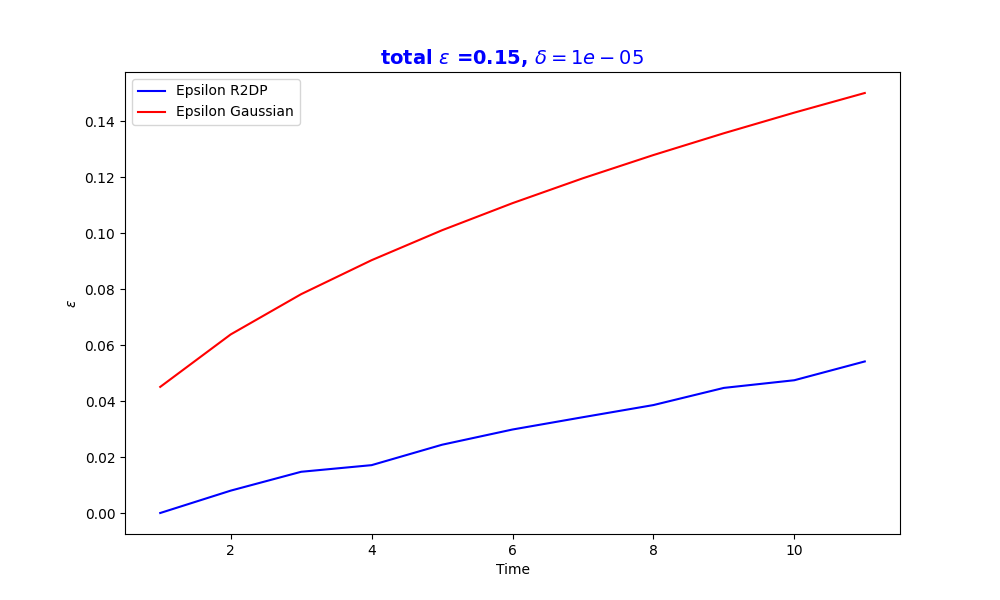 total ε =0.15, δ = 1e − 05
Epsilon R2DP
Epsilon Gaussian
0.14
0.12
0.10
0.08
0.06
0.04
0.02
0.00
ε
2
4
6
8
10
Time